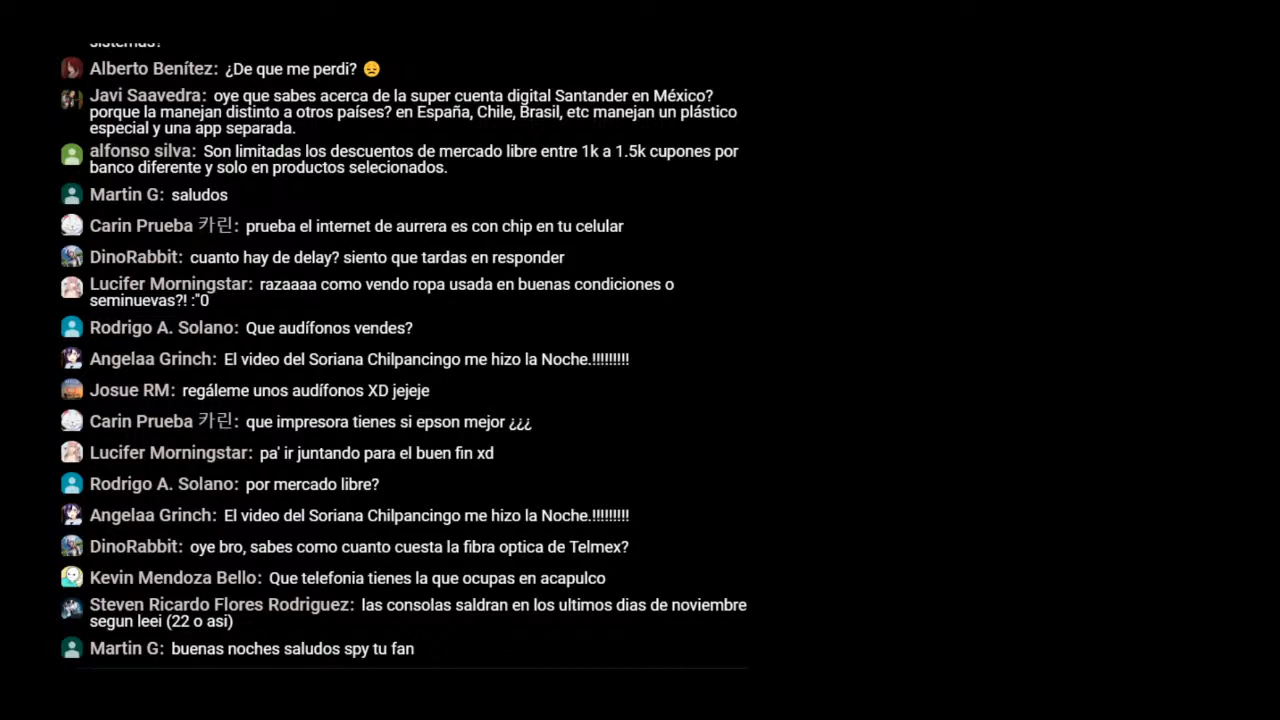 sistemas?
Alberto Benítez: ¿De que me perdi? 😔
Javi Saavedra: oye que sabes acerca de la super cuenta digital Santander en México?
porque la manejan distinto a otros países? en España, Chile, Brasil, etc manejan un plástico
especial y una app separada.
alfonso silva: Son limitadas los descuentos de mercado libre entre 1k a 1.5k cupones por
banco diferente y solo en productos selecionados.
Martin G: saludos
Carin Prueba 카린: prueba el internet de aurrera es con chip en tu celular
DinoRabbit: cuanto hay de delay? siento que tardas en responder
Lucifer Morningstar: razaaaa como vendo ropa usada en buenas condiciones o
seminuevas?! :"0
Rodrigo A. Solano: Que audífonos vendes?
Angelaa Grinch: El video del Soriana Chilpancingo me hizo la Noche.!!!!!!!!!
Josue RM: regáleme unos audífonos XD jejeje
Carin Prueba 카린: que impresora tienes si epson mejor ¿¿¿
Lucifer Morningstar: pa' ir juntando para el buen fin xd
Rodrigo A. Solano: por mercado libre?
Angelaa Grinch: El video del Soriana Chilpancingo me hizo la Noche.!!!!!!!!!
DinoRabbit: oye bro, sabes como cuanto cuesta la fibra optica de Telmex?
Kevin Mendoza Bello: Que telefonia tienes la que ocupas en acapulco
Steven Ricardo Flores Rodriguez: las consolas saldran en los ultimos dias de noviembre
segun leei (22 o asi)
Martin G: buenas noches saludos spy tu fan